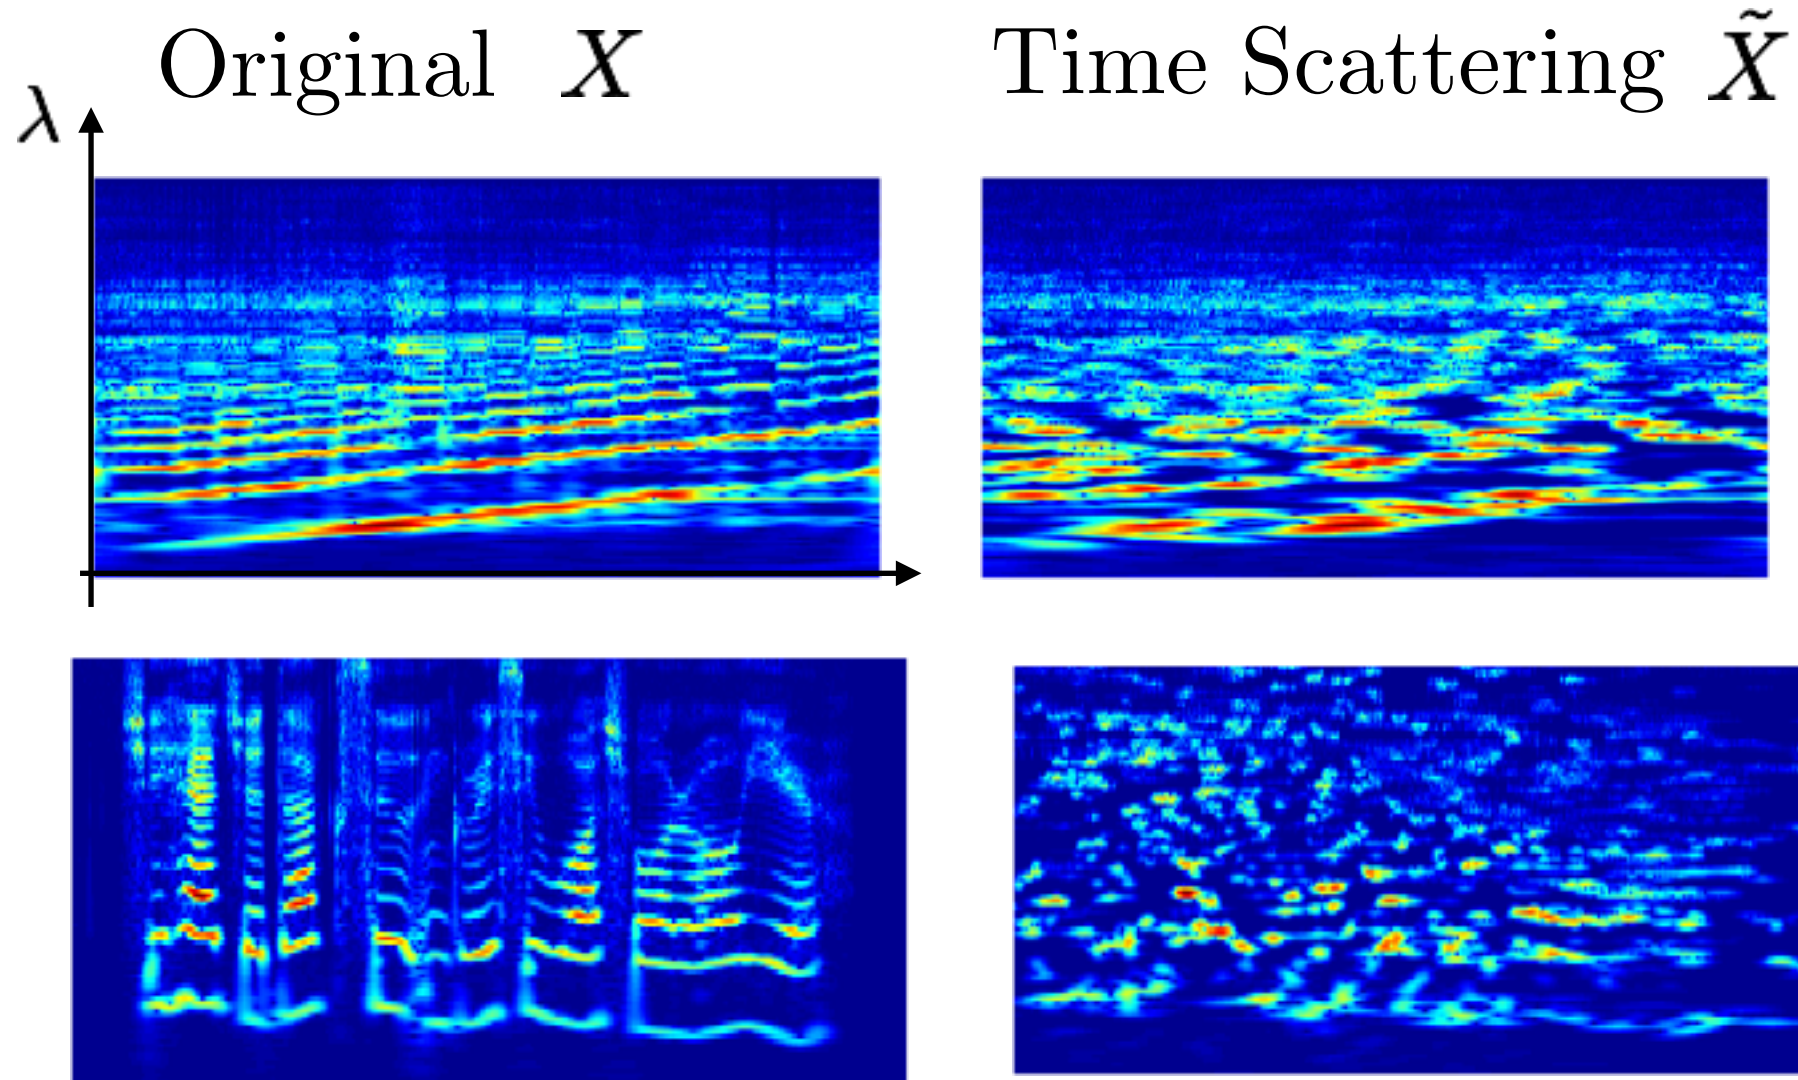 Original X
Time Scattering X̃
λ